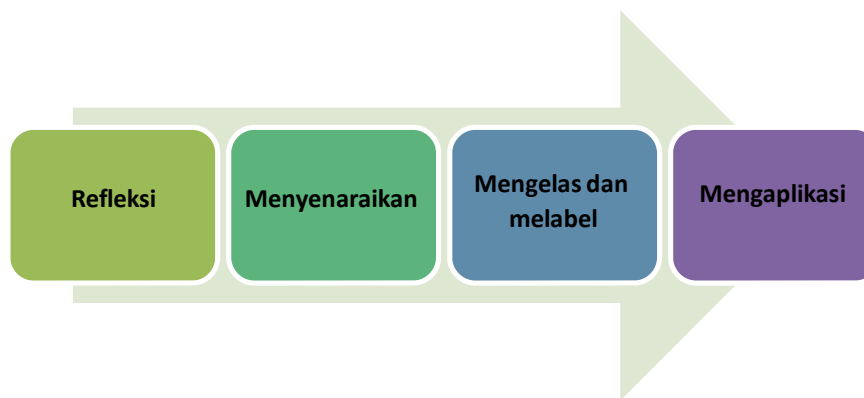 Refleksi
Menyenaraikan
Mengelas dan
melabel
Mengaplikasi